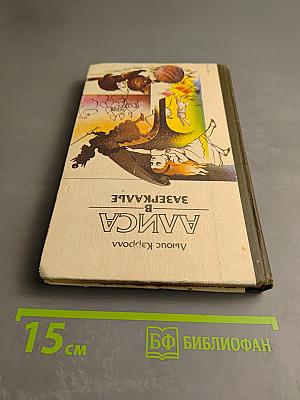 Льюис Кэрролл
АЛИСА
В
ЗАЗЕРКАЛЬЕ
15 см
БФ БИБЛИОФАН